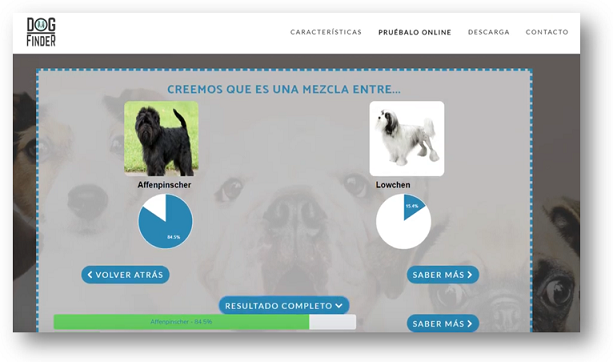 DOG
FINDER
CARACTERÍSTICAS PRUÉBALO ONLINE DESCARGA CONTACTO
CREEMOS QUE ES UNA MEZCLA ENTRE...
Affenpinscher Lowchen
84.5% 15.4%
VOLVER ATRÁS SABER MÁS
RESULTADO COMPLETO
Affenpinscher - 84.5% SABER MÁS